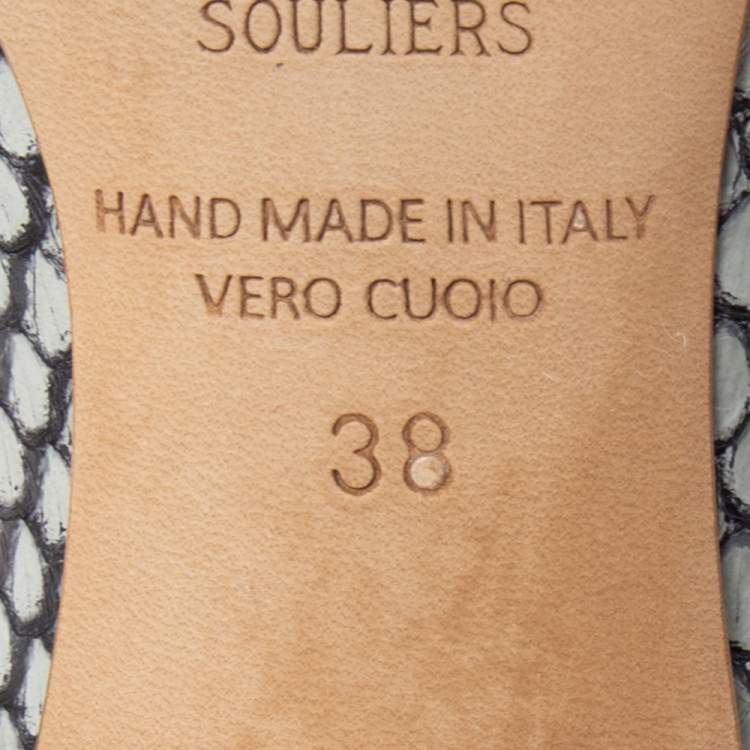 SOULIERS
HAND MADE IN ITALY
VERO CUOIO
38